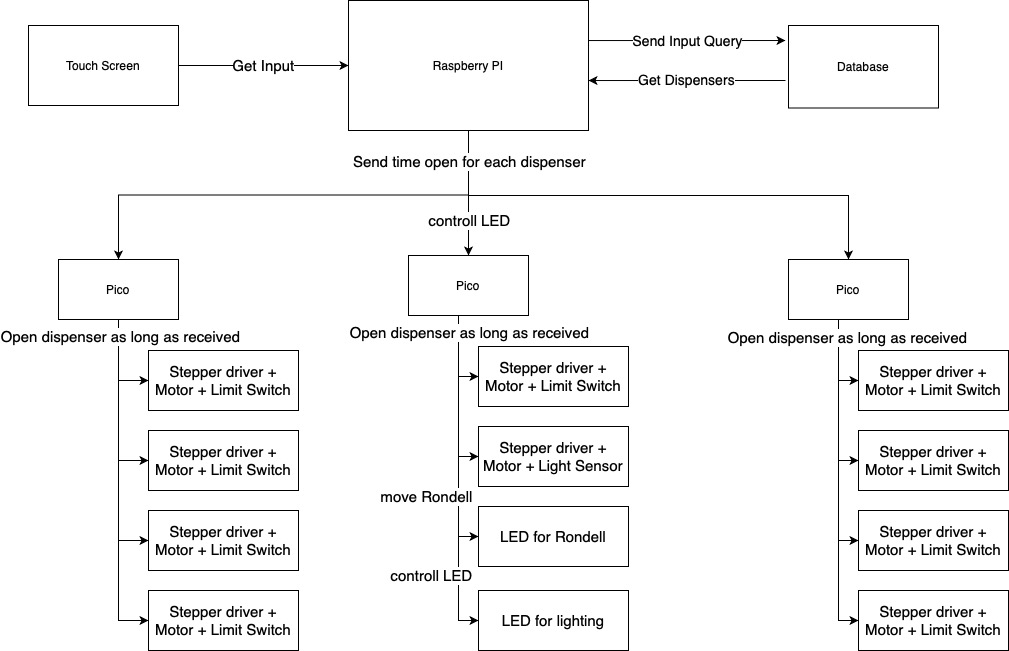 Touch Screen
Get Input
Raspberry PI
Send Input Query
Get Dispensers
Database
Send time open for each dispenser
controll LED
Pico
Pico
Pico
Open dispenser as long as received
Stepper driver +
Motor + Limit Switch
Stepper driver +
Motor + Limit Switch
Stepper driver +
Motor + Limit Switch
Stepper driver +
Motor + Limit Switch
Open dispenser as long as received
Stepper driver +
Motor + Limit Switch
Stepper driver +
Motor + Light Sensor
move Rondell
LED for Rondell
controll LED
LED for lighting
Open dispenser as long as received
Stepper driver +
Motor + Limit Switch
Stepper driver +
Motor + Limit Switch
Stepper driver +
Motor + Limit Switch
Stepper driver +
Motor + Limit Switch